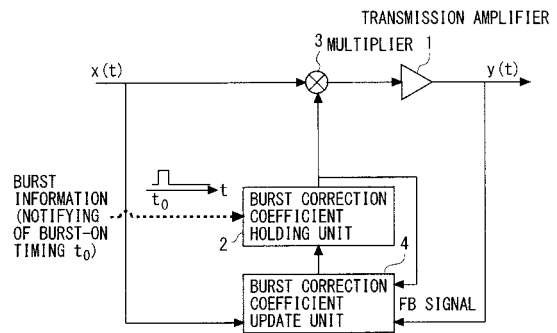 TRANSMISSION AMPLIFIER
3 MULTIPLIER 1
x(t)
y(t)
BURST
INFORMATION
(NOTIFYING
OF BURST-ON
TIMING t0)
t0
t
BURST CORRECTION
COEFFICIENT
HOLDING UNIT
2
4
BURST CORRECTION
COEFFICIENT
UPDATE UNIT
FB SIGNAL